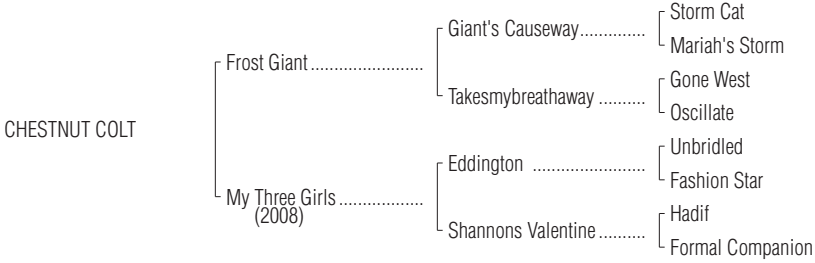 Storm Cat
Giant's Causeway..............
Mariah's Storm
Frost Giant........................
Gone West
Takesmybreathaway ..........
Oscillate
CHESTNUT COLT
Unbridled
Eddington ........................
Fashion Star
My Three Girls..................
(2008)
Hadif
Shannons Valentine..........
Formal Companion